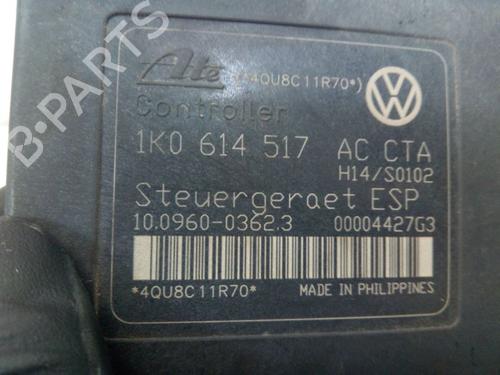 Ate *4QU8C11R70*)
Controller
1K0 614 517 AC CTA
H14/S0102
Steuergeraet ESP
10.0960-0362.3 00004427G3
*4QU8C11R70* MADE IN PHILIPPINES
B-PARTS